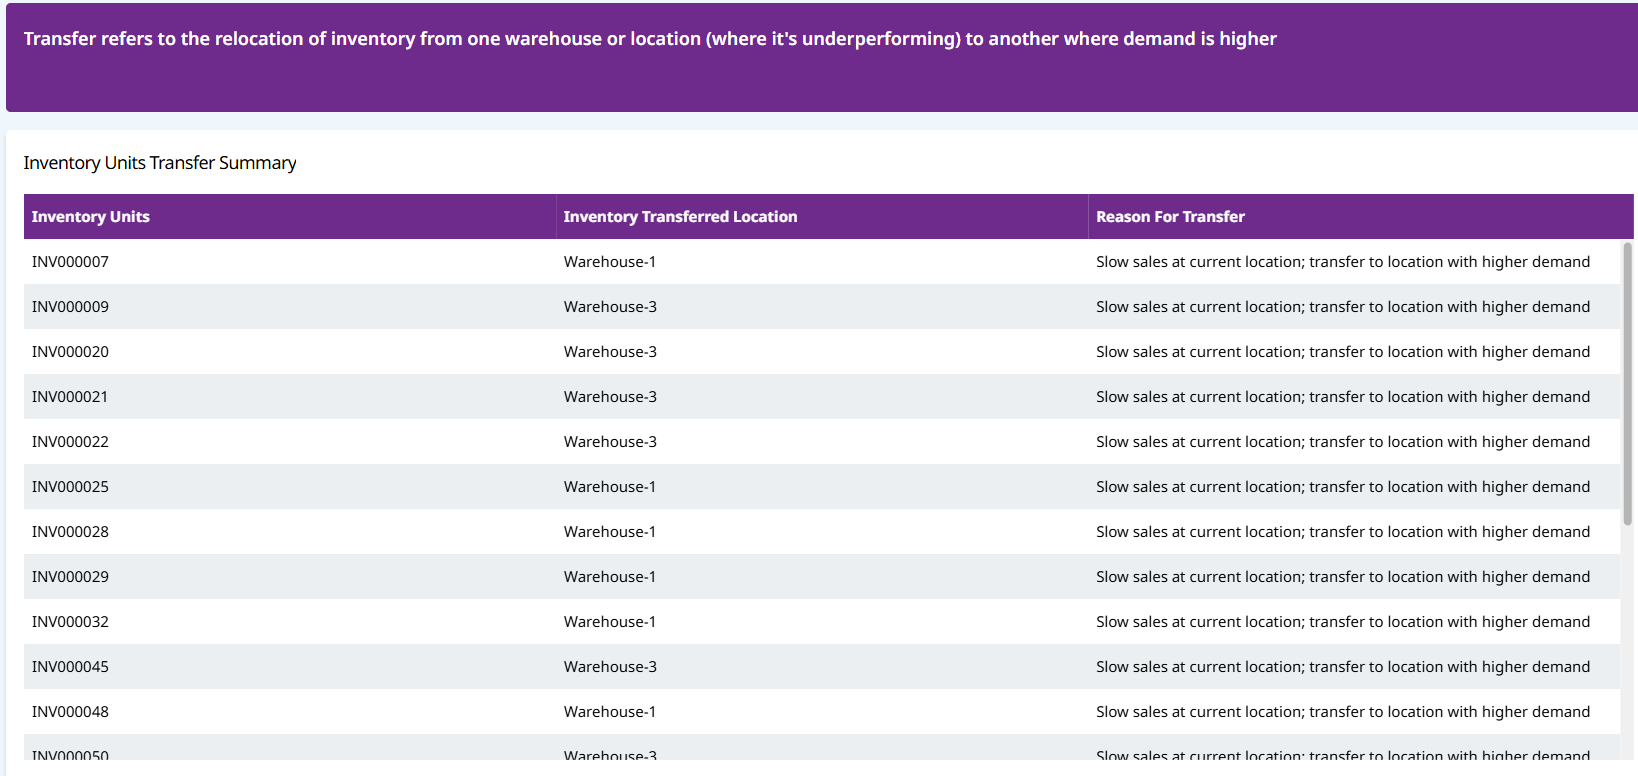 Transfer refers to the relocation of inventory from one warehouse or location (where it's underperforming) to another where demand is higher
Inventory Units Transfer Summary
Inventory Units Inventory Transferred Location Reason For Transfer
INV000007 Warehouse-1 Slow sales at current location; transfer to location with higher demand
INV000009 Warehouse-3 Slow sales at current location; transfer to location with higher demand
INV000020 Warehouse-3 Slow sales at current location; transfer to location with higher demand
INV000021 Warehouse-3 Slow sales at current location; transfer to location with higher demand
INV000022 Warehouse-3 Slow sales at current location; transfer to location with higher demand
INV000025 Warehouse-1 Slow sales at current location; transfer to location with higher demand
INV000028 Warehouse-1 Slow sales at current location; transfer to location with higher demand
INV000029 Warehouse-1 Slow sales at current location; transfer to location with higher demand
INV000032 Warehouse-1 Slow sales at current location; transfer to location with higher demand
INV000045 Warehouse-3 Slow sales at current location; transfer to location with higher demand
INV000048 Warehouse-1 Slow sales at current location; transfer to location with higher demand
INV000050 Warehouse-3 Slow sales at current location; transfer to location with higher demand